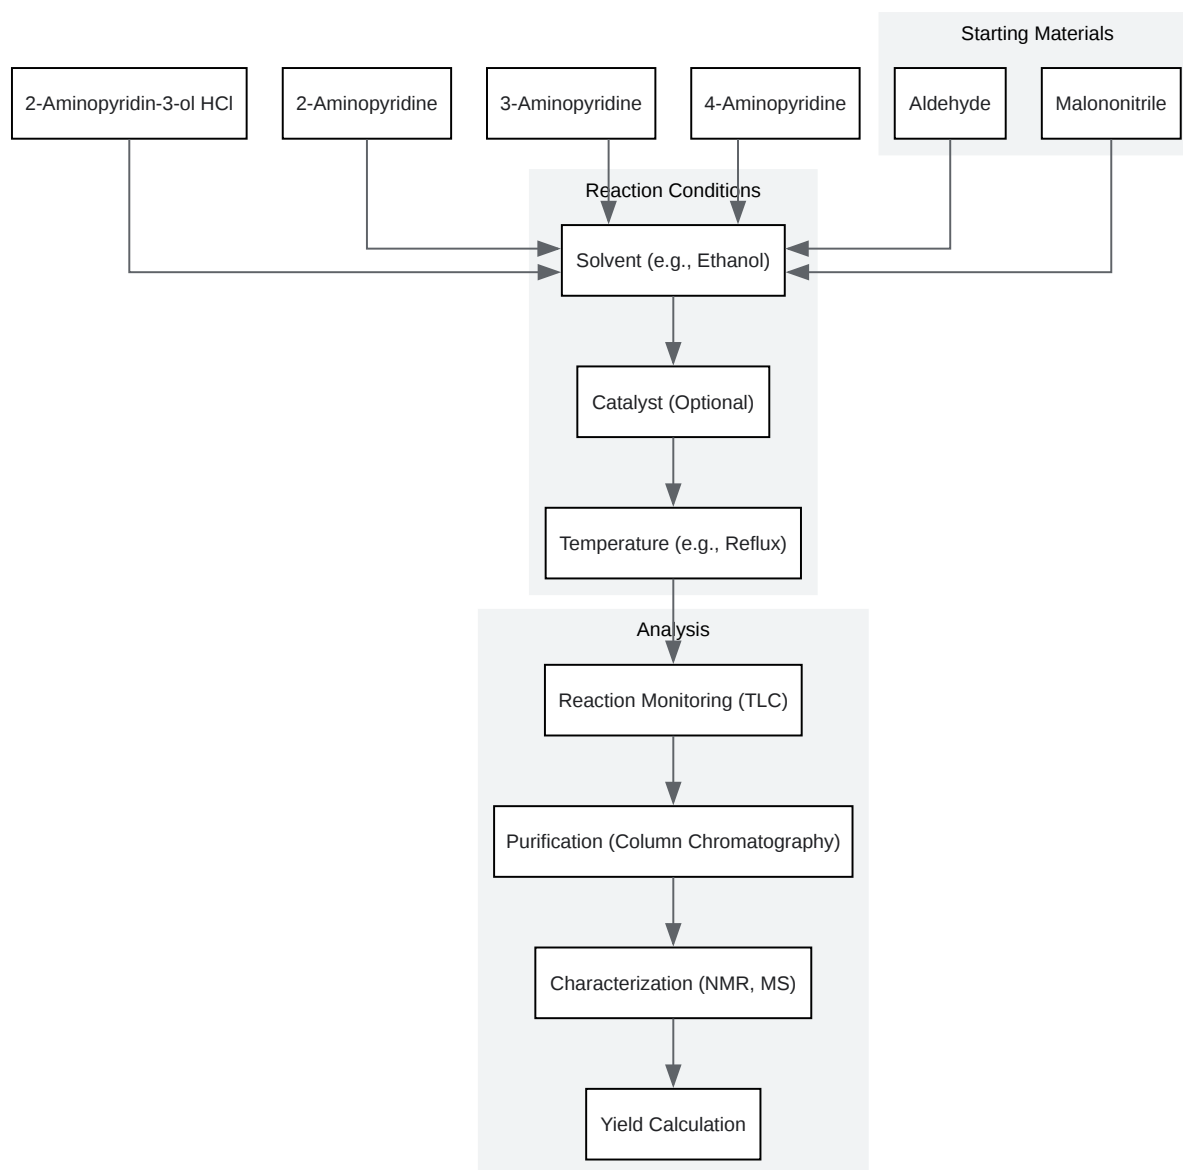 Starting Materials
2-Aminopyridin-3-ol HCl
2-Aminopyridine
3-Aminopyridine
4-Aminopyridine
Aldehyde
Malononitrile
Reaction Conditions
Solvent (e.g., Ethanol)
Catalyst (Optional)
Temperature (e.g., Reflux)
Analysis
Reaction Monitoring (TLC)
Purification (Column Chromatography)
Characterization (NMR, MS)
Yield Calculation